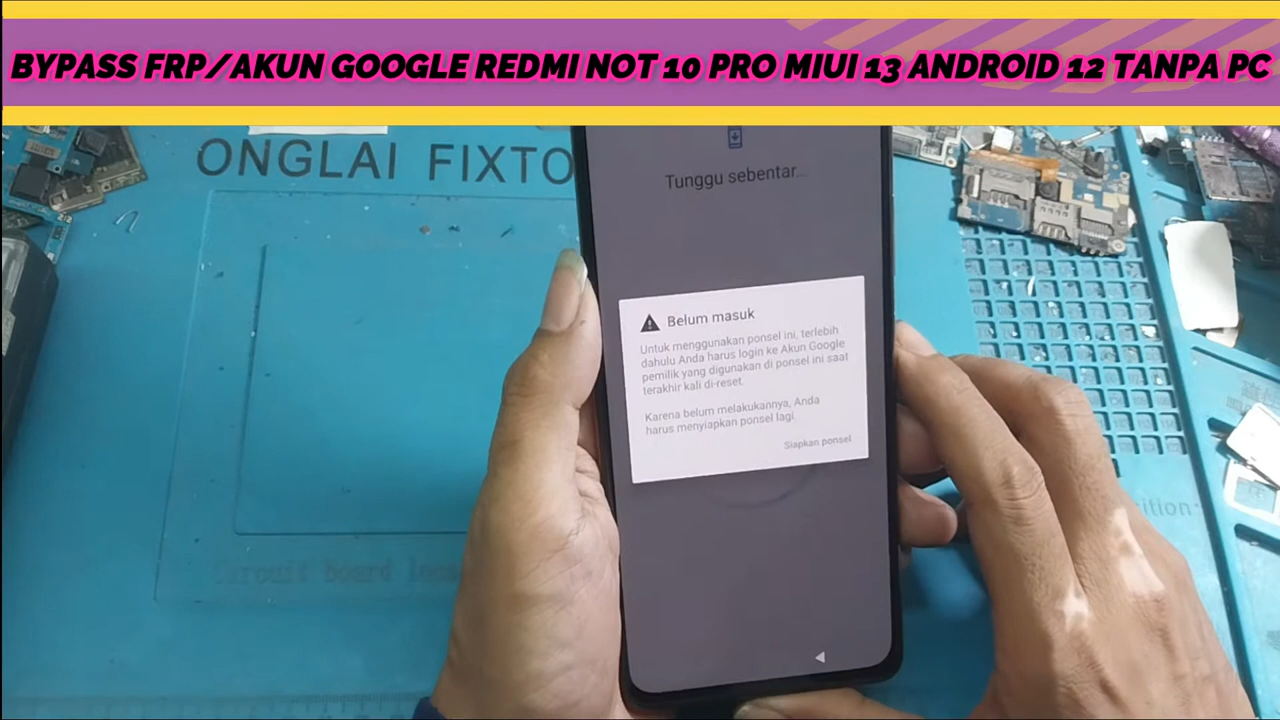 BYPASS FRP/AKUN GOOGLE REDMI NOT 10 PRO MIUI 13 ANDROID 12 TANPA PC
ONGLAI FIXTO
Tunggu sebentar...
Belum masuk
Untuk menggunakan ponsel ini, terlebih
dahulu Anda harus login ke Akun Google
pemilik yang digunakan di ponsel ini saat
terakhir kali di-reset.
Karena belum melakukannya, Anda
harus menyiapkan ponsel lagi.
Siapkan ponsel